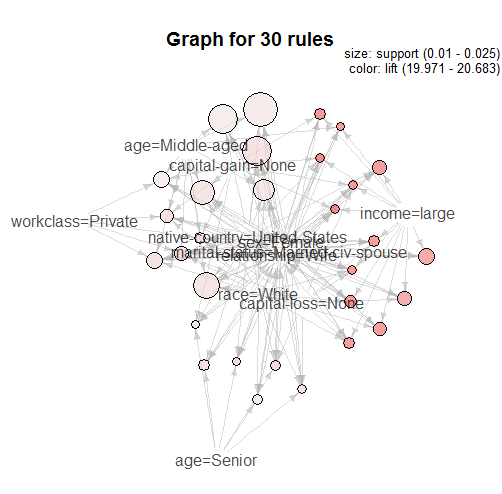 Graph for 30 rules
size: support (0.01 - 0.025)
color: lift (19.971 - 20.683)
age=Middle-aged
capital-gain=None
workclass=Private
income=large
native-country=United-States
sex=Female
marital-status=Married-civ-spouse
relationship=Wife
race=White
capital-loss=None
age=Senior